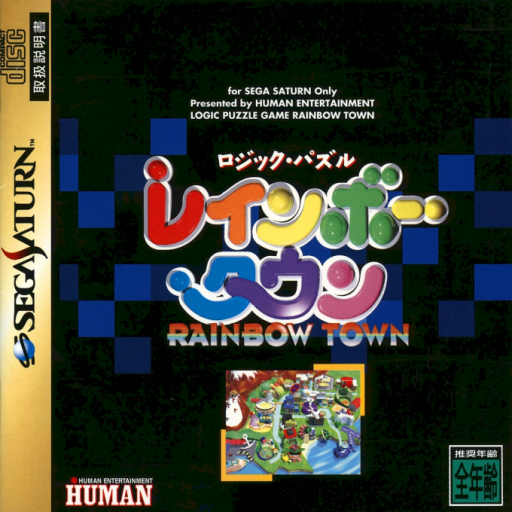 COMPACT
disc
取扱説明書
SEGA SATURN™
for SEGA SATURN Only
Presented by HUMAN ENTERTAINMENT
LOGIC PUZZLE GAME RAINBOW TOWN
ロジック・パズル
レインボー
タウン
RAINBOW TOWN
HUMAN ENTERTAINMENT
HUMAN
推奨年齢
全年齢